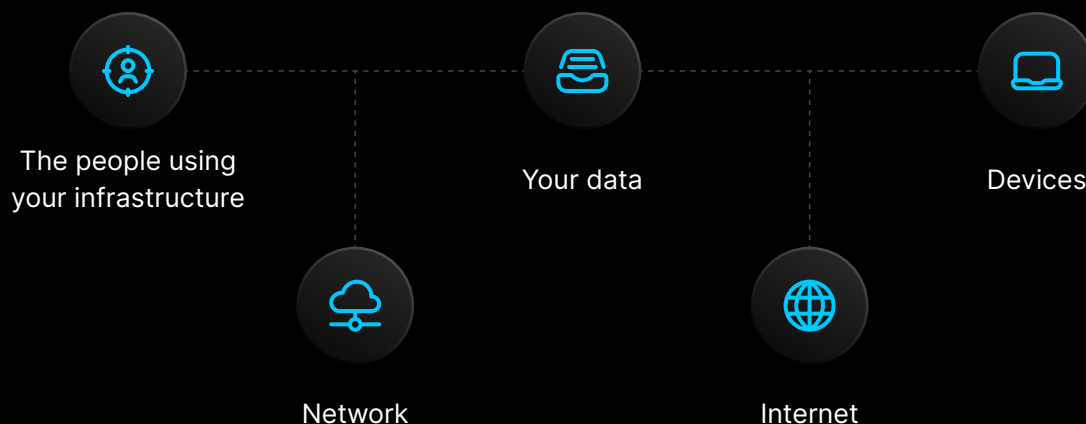 The people using
your infrastructure
Your data
Devices
Network
Internet